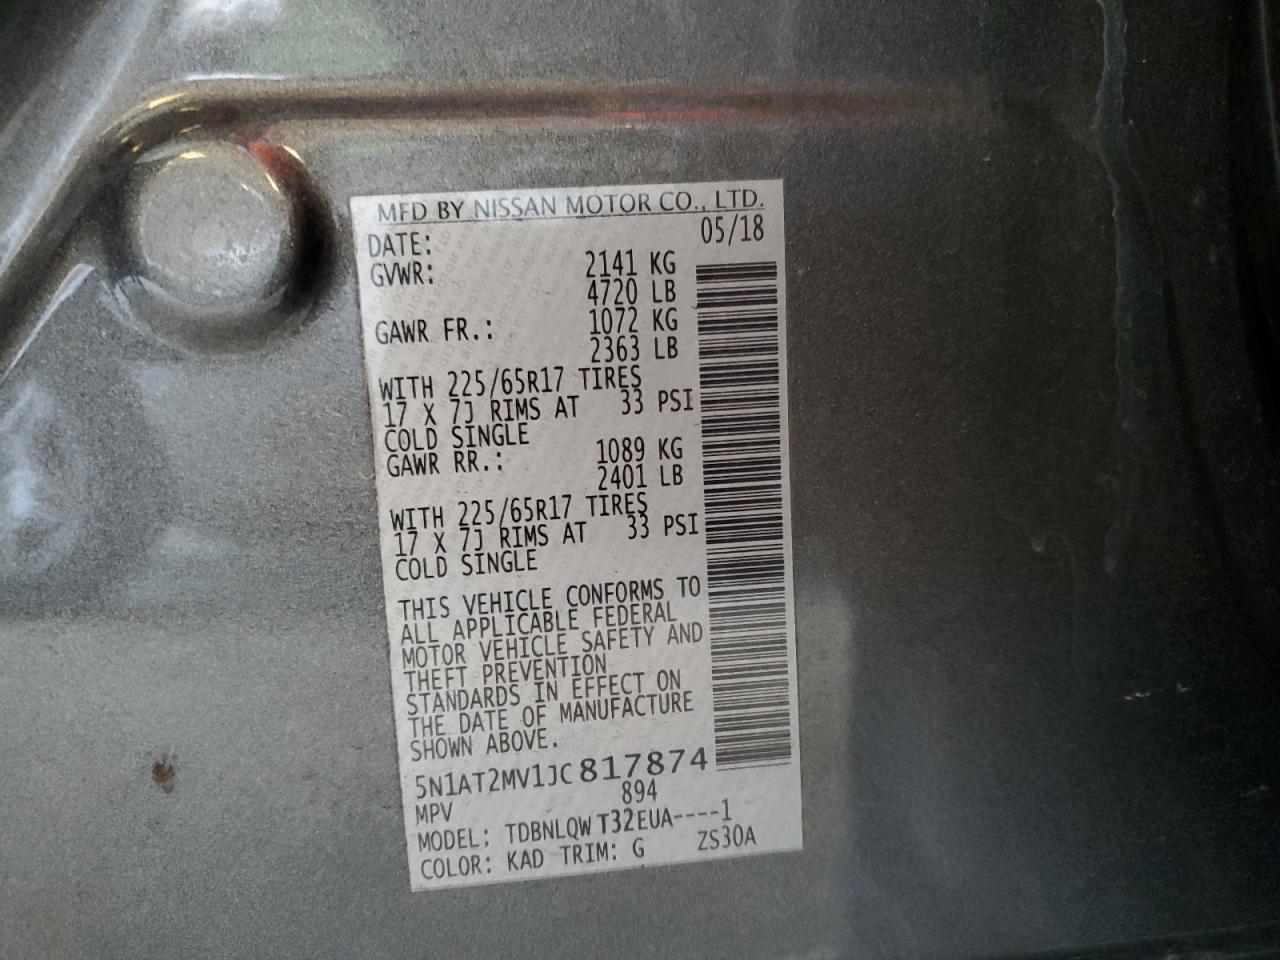 MFD BY NISSAN MOTOR CO., LTD.
DATE: 05/18
GVWR: 2141 KG
4720 LB
GAWR FR.: 1072 KG
2363 LB
WITH 225/65R17 TIRES
17 X 7J RIMS AT 33 PSI
COLD SINGLE
GAWR RR.: 1089 KG
2401 LB
WITH 225/65R17 TIRES
17 X 7J RIMS AT 33 PSI
COLD SINGLE
THIS VEHICLE CONFORMS TO
ALL APPLICABLE FEDERAL
MOTOR VEHICLE SAFETY AND
THEFT PREVENTION
STANDARDS IN EFFECT ON
THE DATE OF MANUFACTURE
SHOWN ABOVE.
5N1AT2MV1JC817874
MPV 894
MODEL: TDBNLQW T32EUA----1
COLOR: KAD TRIM: G ZS30A